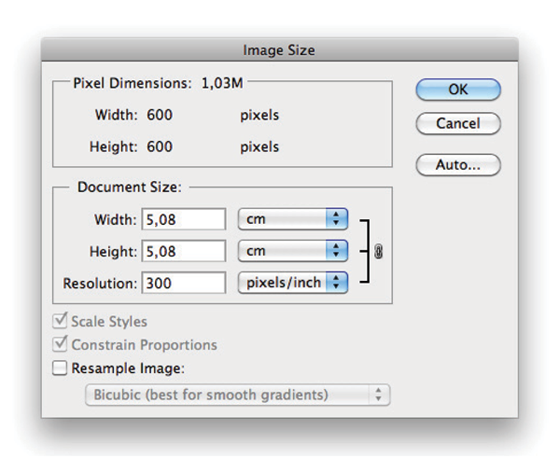 Image Size
Pixel Dimensions: 1,03M
Width: 600 pixels
Height: 600 pixels
OK
Cancel
Auto...
Document Size:
Width: 5,08 cm
Height: 5,08 cm
Resolution: 300 pixels/inch
Scale Styles
Constrain Proportions
Resample Image:
Bicubic (best for smooth gradients)